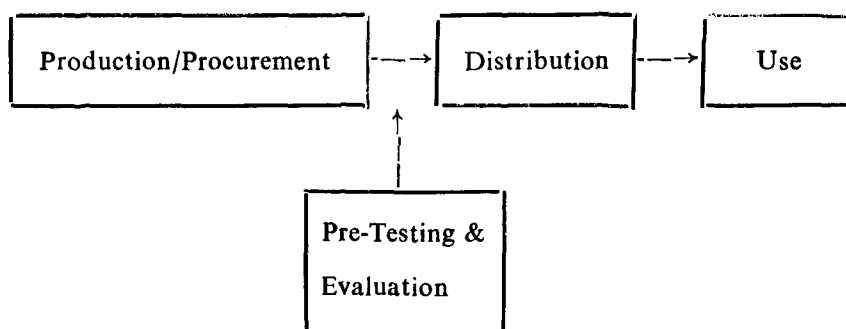 Production/Procurement
Distribution
Use
Pre-Testing &
Evaluation